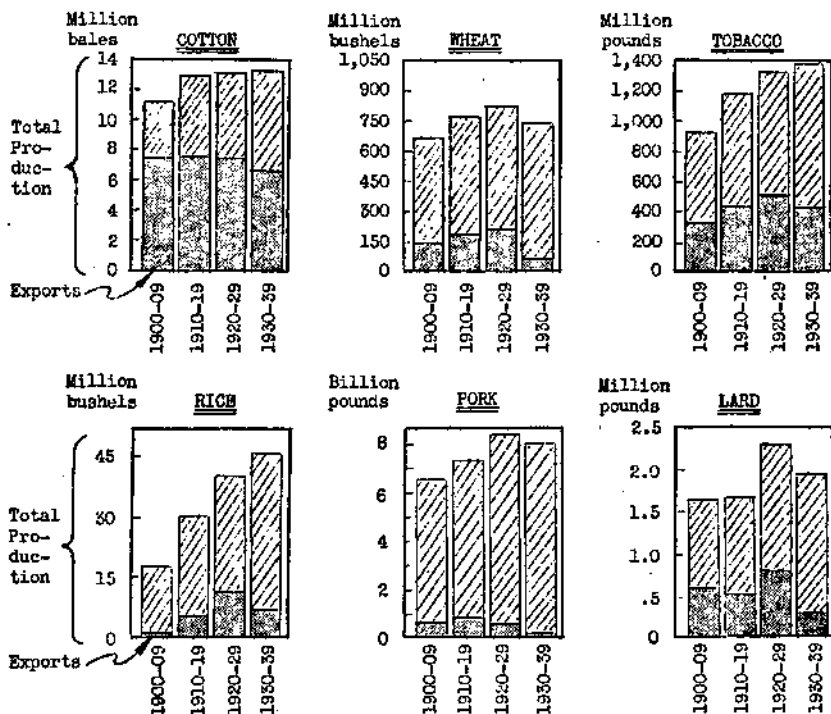 Million
bales
COTTON
14
12
10
8
6
4
2
0
Total
Pro-
duc-
tion
Exports
1900-09
1910-19
1920-29
1930-39
Million
bushels
WHEAT
1,050
900
750
600
450
300
150
0
1900-09
1910-19
1920-29
1930-39
Million
pounds
TOBACCO
1,400
1,200
1,000
800
600
400
200
0
1900-09
1910-19
1920-29
1930-39
Million
bushels
RICE
45
30
15
0
Total
Pro-
duc-
tion
Exports
1900-09
1910-19
1920-29
1930-39
Billion
pounds
PORK
8
6
4
2
0
1900-09
1910-19
1920-29
1930-39
Million
pounds
LARD
2.5
2.0
1.5
1.0
.5
0
1900-09
1910-19
1920-29
1930-39